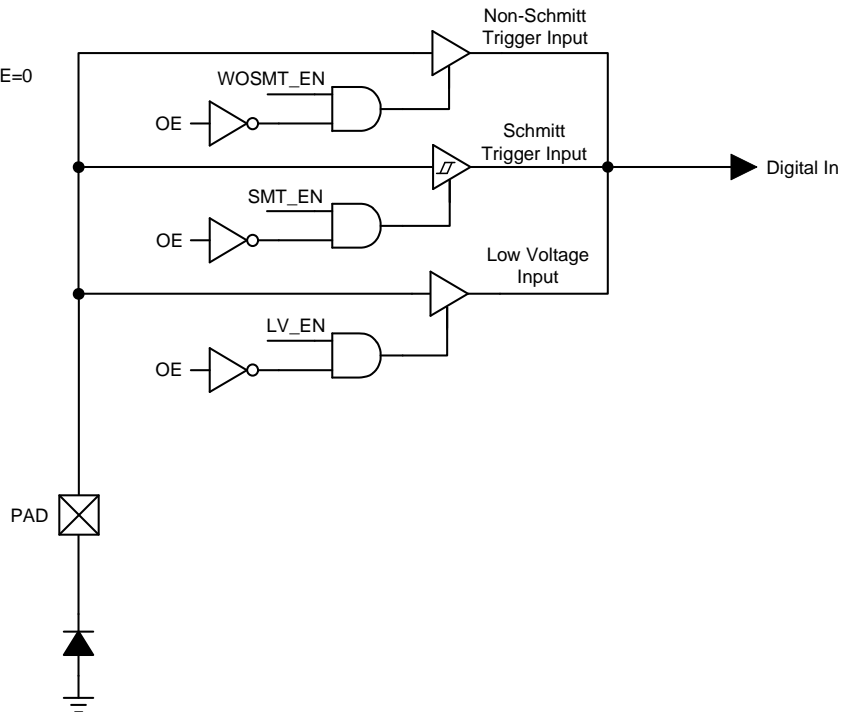 Non-Schmitt
Trigger Input
E=0
WOSMT_EN
OE
Schmitt
Trigger Input
Digital In
SMT_EN
OE
Low Voltage
Input
LV_EN
OE
PAD